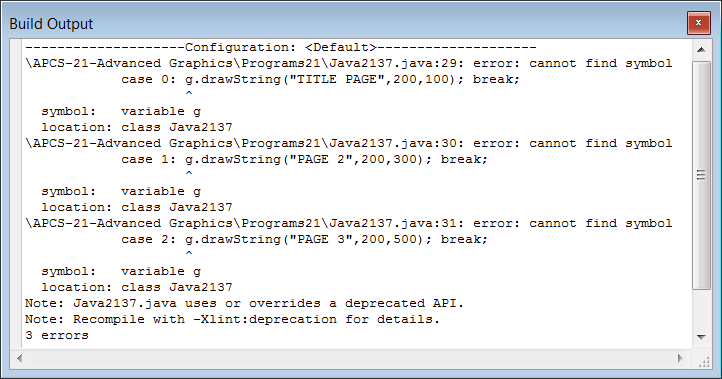 Build Output
x
--------------------Configuration: <Default>--------------------
\APCS-21-Advanced Graphics\Programs21\Java2137.java:29: error: cannot find symbol
case 0: g.drawString("TITLE PAGE",200,100); break;
^
symbol:   variable g
location: class Java2137
\APCS-21-Advanced Graphics\Programs21\Java2137.java:30: error: cannot find symbol
case 1: g.drawString("PAGE 2",200,300); break;
^
symbol:   variable g
location: class Java2137
\APCS-21-Advanced Graphics\Programs21\Java2137.java:31: error: cannot find symbol
case 2: g.drawString("PAGE 3",200,500); break;
^
symbol:   variable g
location: class Java2137
Note: Java2137.java uses or overrides a deprecated API.
Note: Recompile with -Xlint:deprecation for details.
3 errors